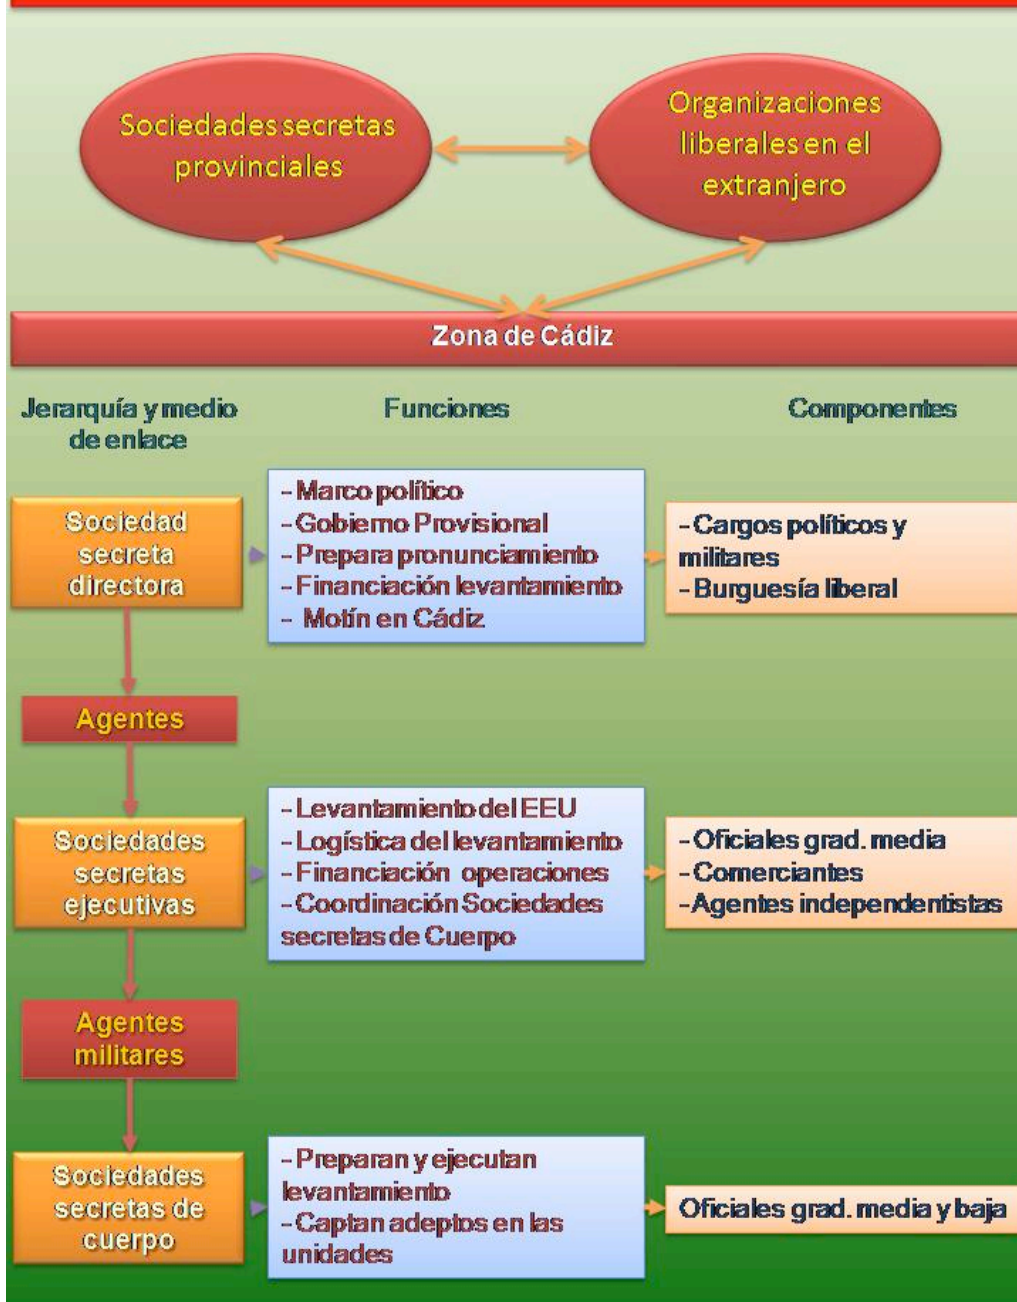 Sociedades secretas
provinciales
Organizaciones
liberales en el
extranjero
Zona de Cádiz
Jerarquía y medio
de enlace
Funciones
Componentes
Sociedad
secreta
directora
- Marco político
- Gobierno Provisional
- Prepara pronunciamiento
- Financiación levantamiento
- Motín en Cádiz
- Cargos políticos y
militares
- Burguesía liberal
Agentes
Sociedades
secretas
ejecutivas
- Levantamiento del EEU
- Logística del levantamiento
- Financiación operaciones
- Coordinación Sociedades
secretas de Cuerpo
- Oficiales grad. media
- Comerciantes
- Agentes independentistas
Agentes
militares
Sociedades
secretas de
cuerpo
- Preparan y ejecutan
levantamiento
- Captan adeptos en las
unidades
Oficiales grad. media y baja